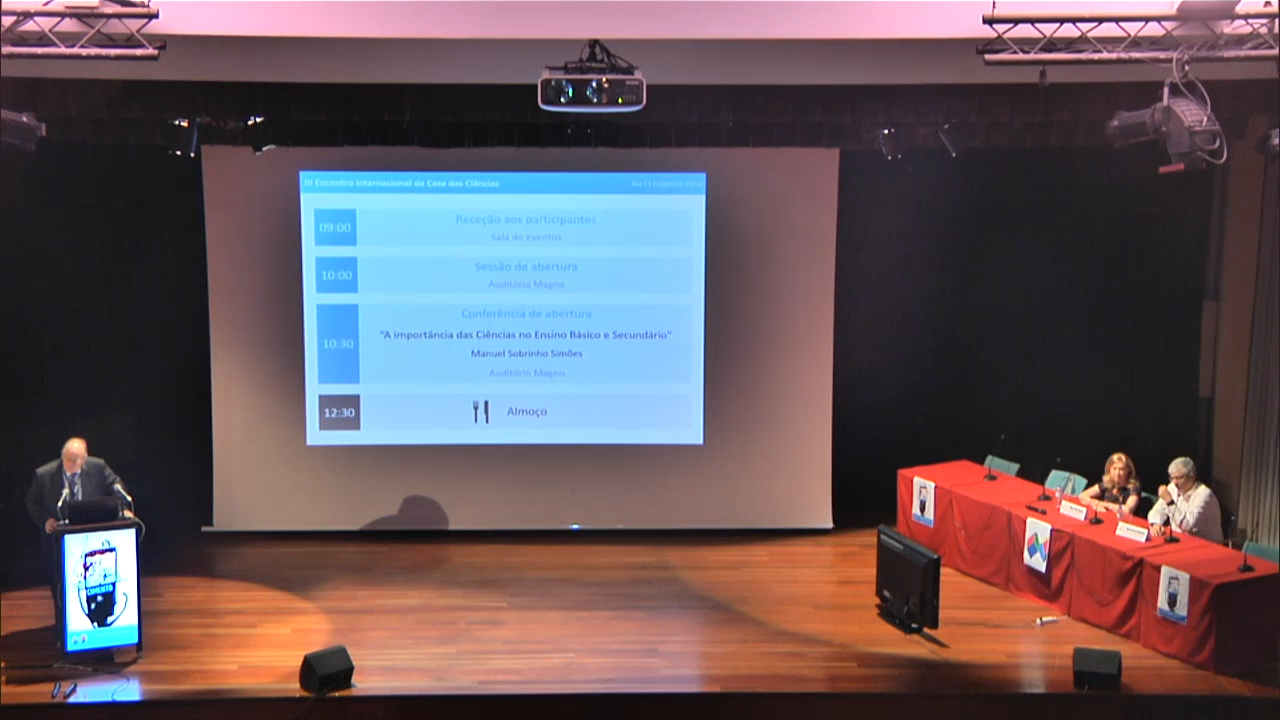 III Encontro Internacional da Casa das Ciências
09:00
Receção aos participantes
Sala de eventos
10:00
Sessão de abertura
Auditório Magno
10:30
Conferência de abertura
"A importância das Ciências no Ensino Básico e Secundário"
Manuel Sobrinho Simões
Auditório Magno
12:30
Almoço